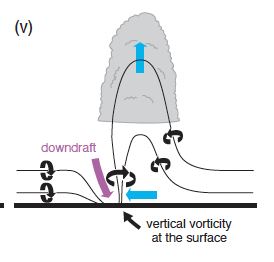 (v)
downdraft
vertical vorticity
at the surface